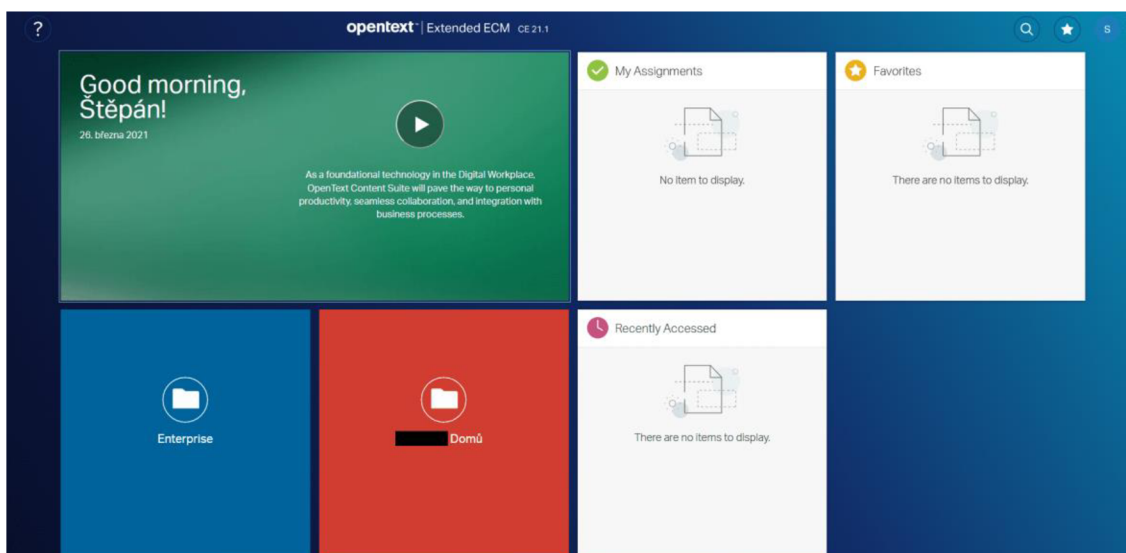 ?
opentext™ | Extended ECM CE 21.1
S
Good morning,
Štěpán!
26. března 2021
As a foundational technology in the Digital Workplace,
OpenText Content Suite will pave the way to personal
productivity, seamless collaboration, and integration with
business processes.
My Assignments
No item to display.
Favorites
There are no items to display.
Enterprise
Domů
Recently Accessed
There are no items to display.